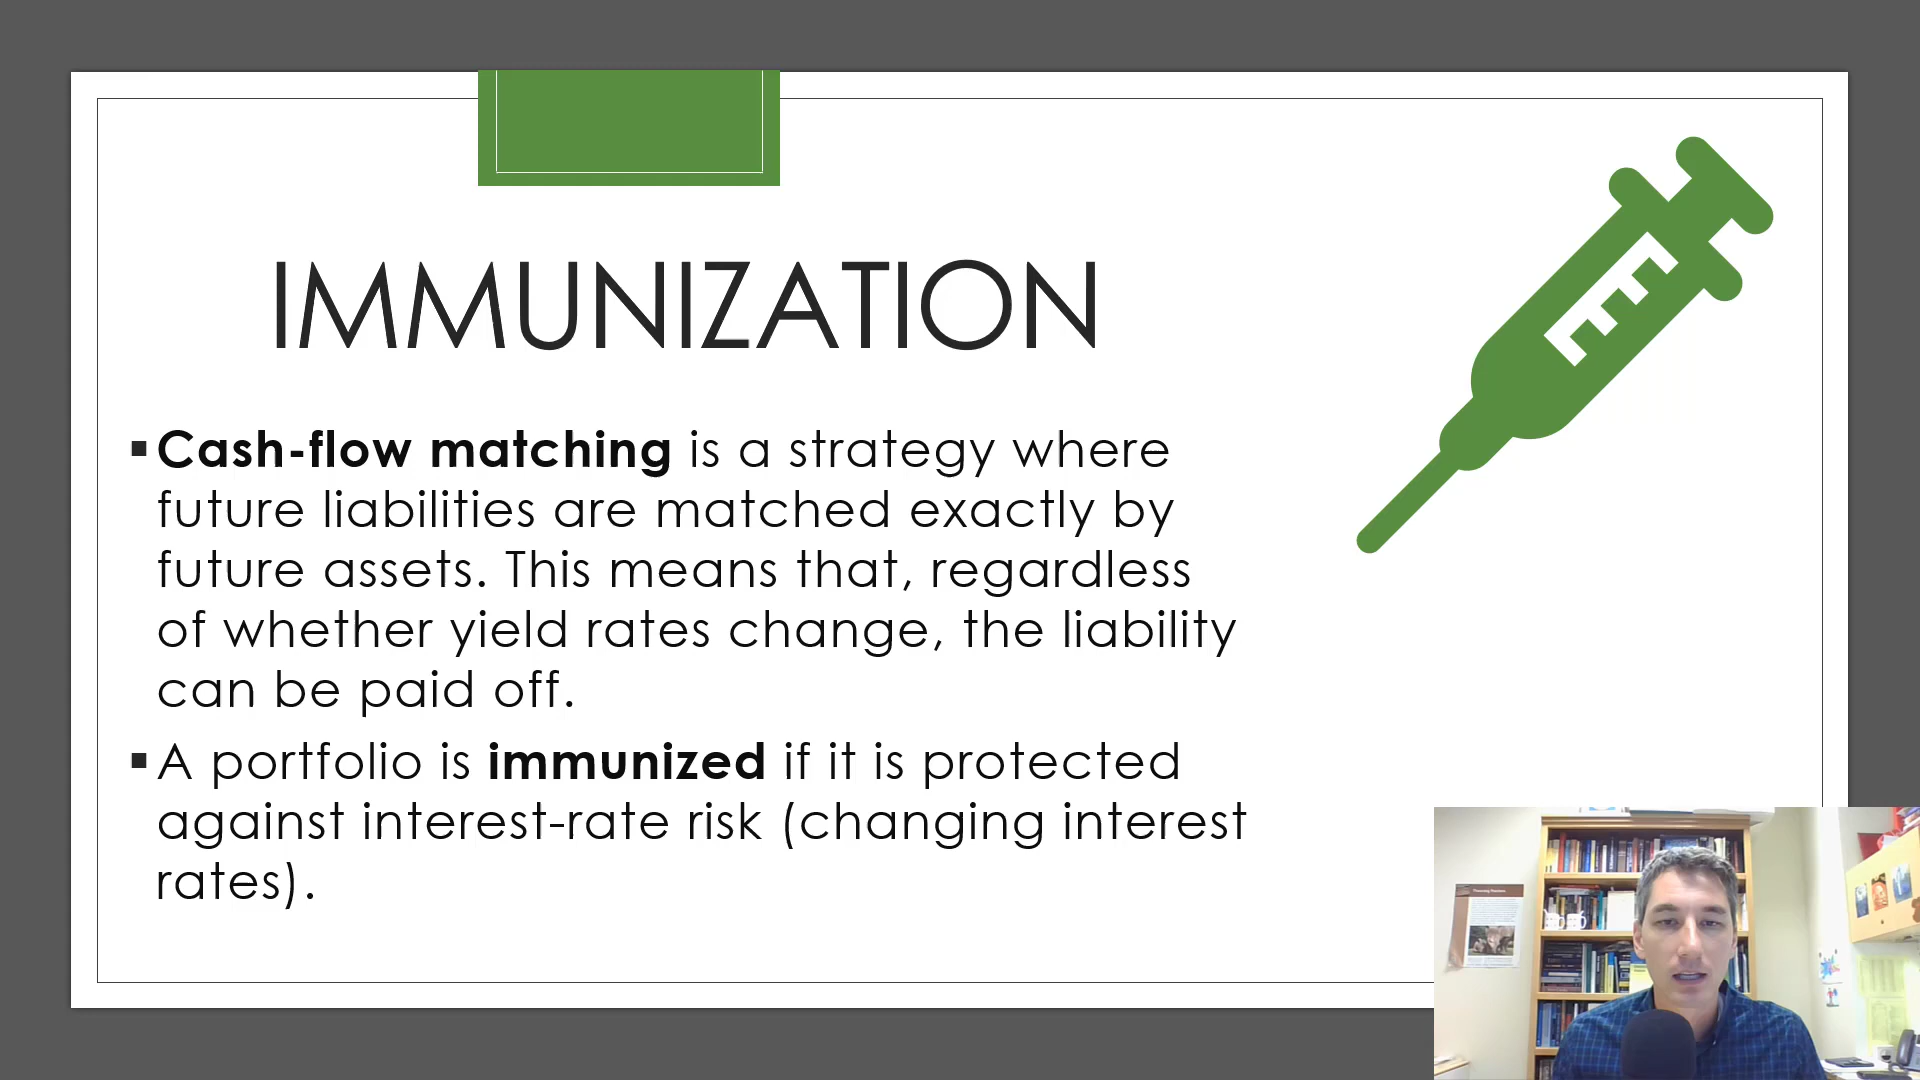 IMMUNIZATION
▪Cash-flow matching is a strategy where
future liabilities are matched exactly by
future assets. This means that, regardless
of whether yield rates change, the liability
can be paid off.
▪A portfolio is immunized if it is protected
against interest-rate risk (changing interest
rates).